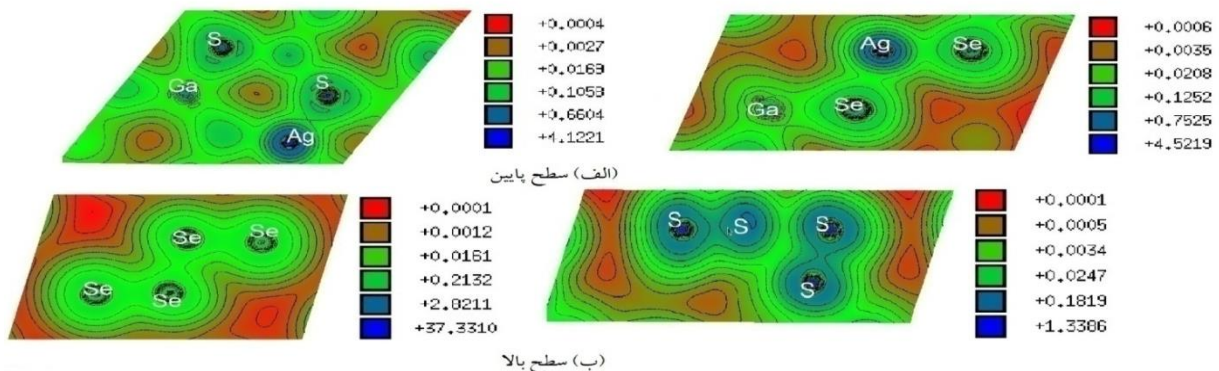 S
Ga
S
Ag
+0.0004
+0.0027
+0.0169
+0.1053
+0.6604
+4.1221
Ag
Se
Ga
Se
+0.0006
+0.0035
+0.0208
+0.1252
+0.7525
+4.5219
(الف) سطح پایین
Se
Se
Se
Se
+0.0001
+0.0012
+0.0161
+0.2132
+2.8211
+37.3310
S
S
S
S
+0.0001
+0.0005
+0.0034
+0.0247
+0.1819
+1.3386
(ب) سطح بالا